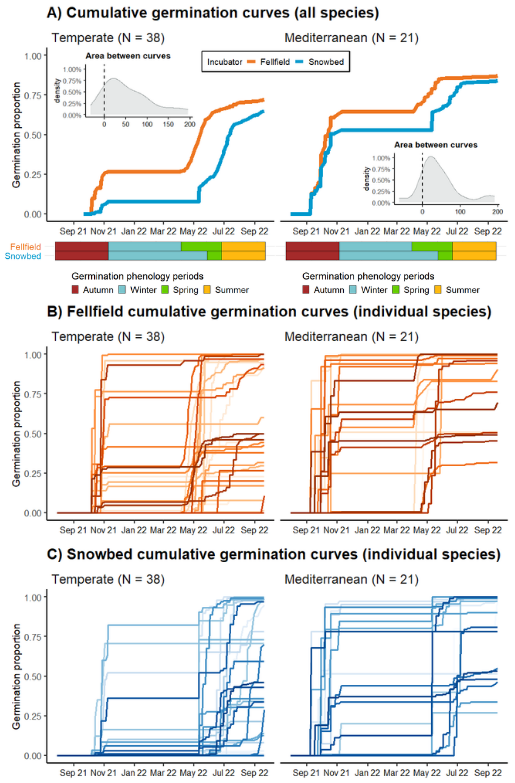 A) Cumulative germination curves (all species)
Temperate (N = 38)
Mediterranean (N = 21)
Incubator Fellfield Snowbed
Germination proportion
1.00
0.75
0.50
0.25
0.00
Area between curves
density
1.00%
0.75%
0.50%
0.25%
0.00%
0 100 200
Area between curves
density
1.00%
0.75%
0.50%
0.25%
0.00%
0 100 200
Sep 21 Nov 21 Jan 22 Mar 22 May 22 Jul 22 Sep 22
Sep 21 Nov 21 Jan 22 Mar 22 May 22 Jul 22 Sep 22
Fellfield
Snowbed
Germination phenology periods
Autumn Winter Spring Summer
Germination phenology periods
Autumn Winter Spring Summer
B) Fellfield cumulative germination curves (individual species)
Temperate (N = 38)
Mediterranean (N = 21)
Germination proportion
1.00
0.75
0.50
0.25
0.00
Sep 21 Nov 21 Jan 22 Mar 22 May 22 Jul 22 Sep 22
Sep 21 Nov 21 Jan 22 Mar 22 May 22 Jul 22 Sep 22
C) Snowbed cumulative germination curves (individual species)
Temperate (N = 38)
Mediterranean (N = 21)
Germination proportion
1.00
0.75
0.50
0.25
0.00
Sep 21 Nov 21 Jan 22 Mar 22 May 22 Jul 22 Sep 22
Sep 21 Nov 21 Jan 22 Mar 22 May 22 Jul 22 Sep 22